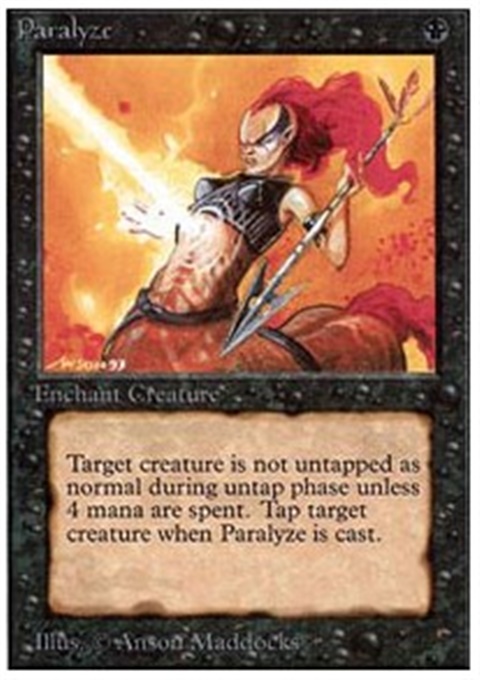 Paralyze
Enchant Creature
Target creature is not untapped as
normal during untap phase unless
4 mana are spent. Tap target
creature when Paralyze is cast.
Illus. © Anson Maddocks